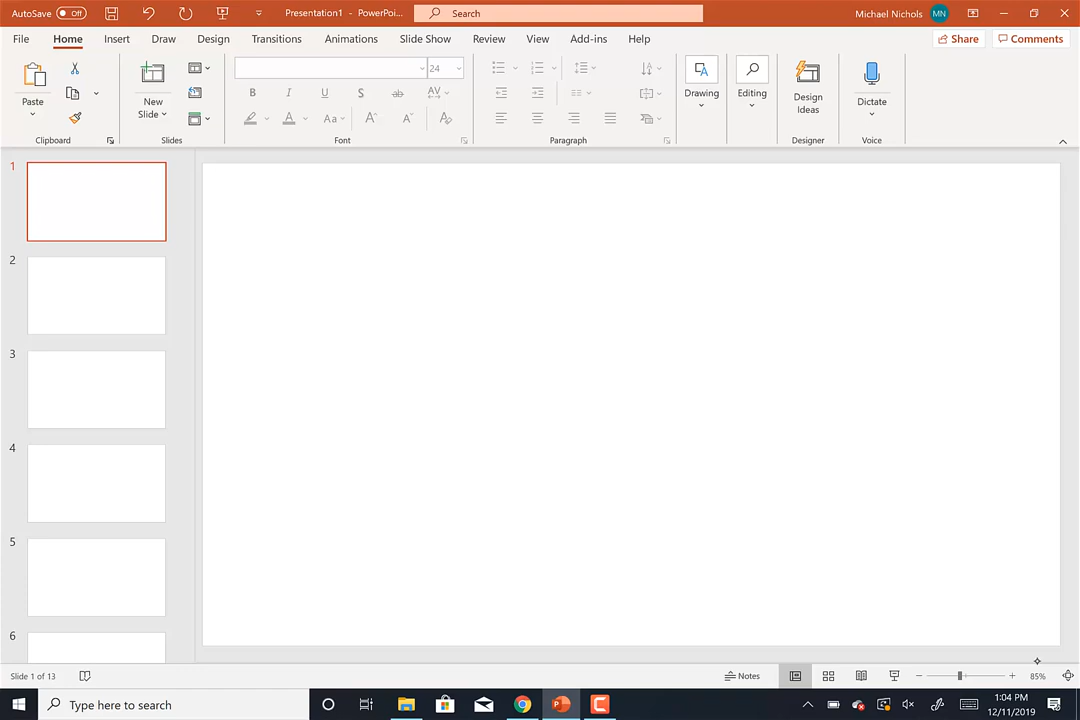 AutoSave Off Presentation1 - PowerPoi... Search Michael Nichols MN
File Home Insert Draw Design Transitions Animations Slide Show Review View Add-ins Help Share Comments
24
Paste New Slide Drawing Editing Design Ideas Dictate
B I U S ab AV
A Aa A A A
Clipboard Slides Font Paragraph Designer Voice
1
2
3
4
5
6
Slide 1 of 13 Notes 85%
Type here to search 1:04 PM
12/11/2019